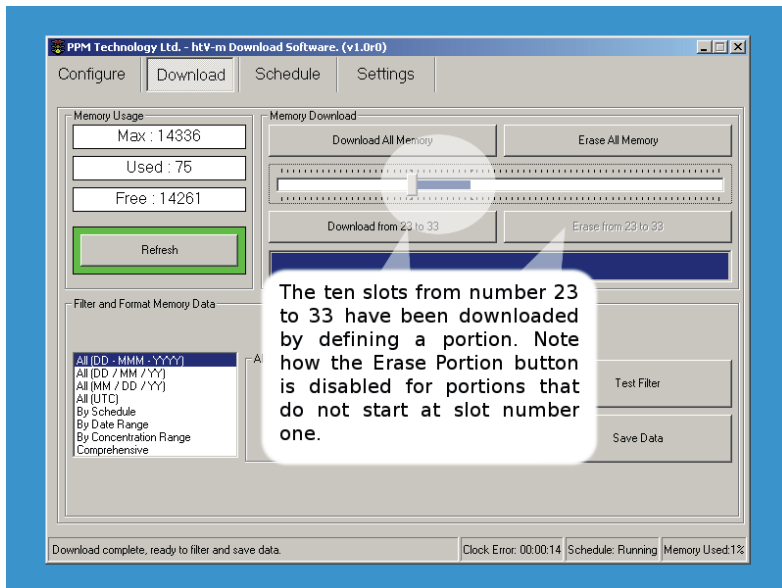 PPM Technology Ltd. - htV-m Download Software. (v1.0r0)
Configure Download Schedule Settings
Memory Usage
Max : 14336
Used : 75
Free : 14261
Refresh
Memory Download
Download All Memory Erase All Memory
Download from 23 to 33 Erase from 23 to 33
The ten slots from number 23
to 33 have been downloaded
by defining a portion. Note
how the Erase Portion button
is disabled for portions that
do not start at slot number
one.
Filter and Format Memory Data
All (DD - MMM - YYYY)
All (DD / MM / YY)
All (MM / DD / YY)
All (UTC)
By Schedule
By Date Range
By Concentration Range
Comprehensive
Test Filter
Save Data
Download complete, ready to filter and save data. Clock Error: 00:00:14 Schedule: Running Memory Used:1%